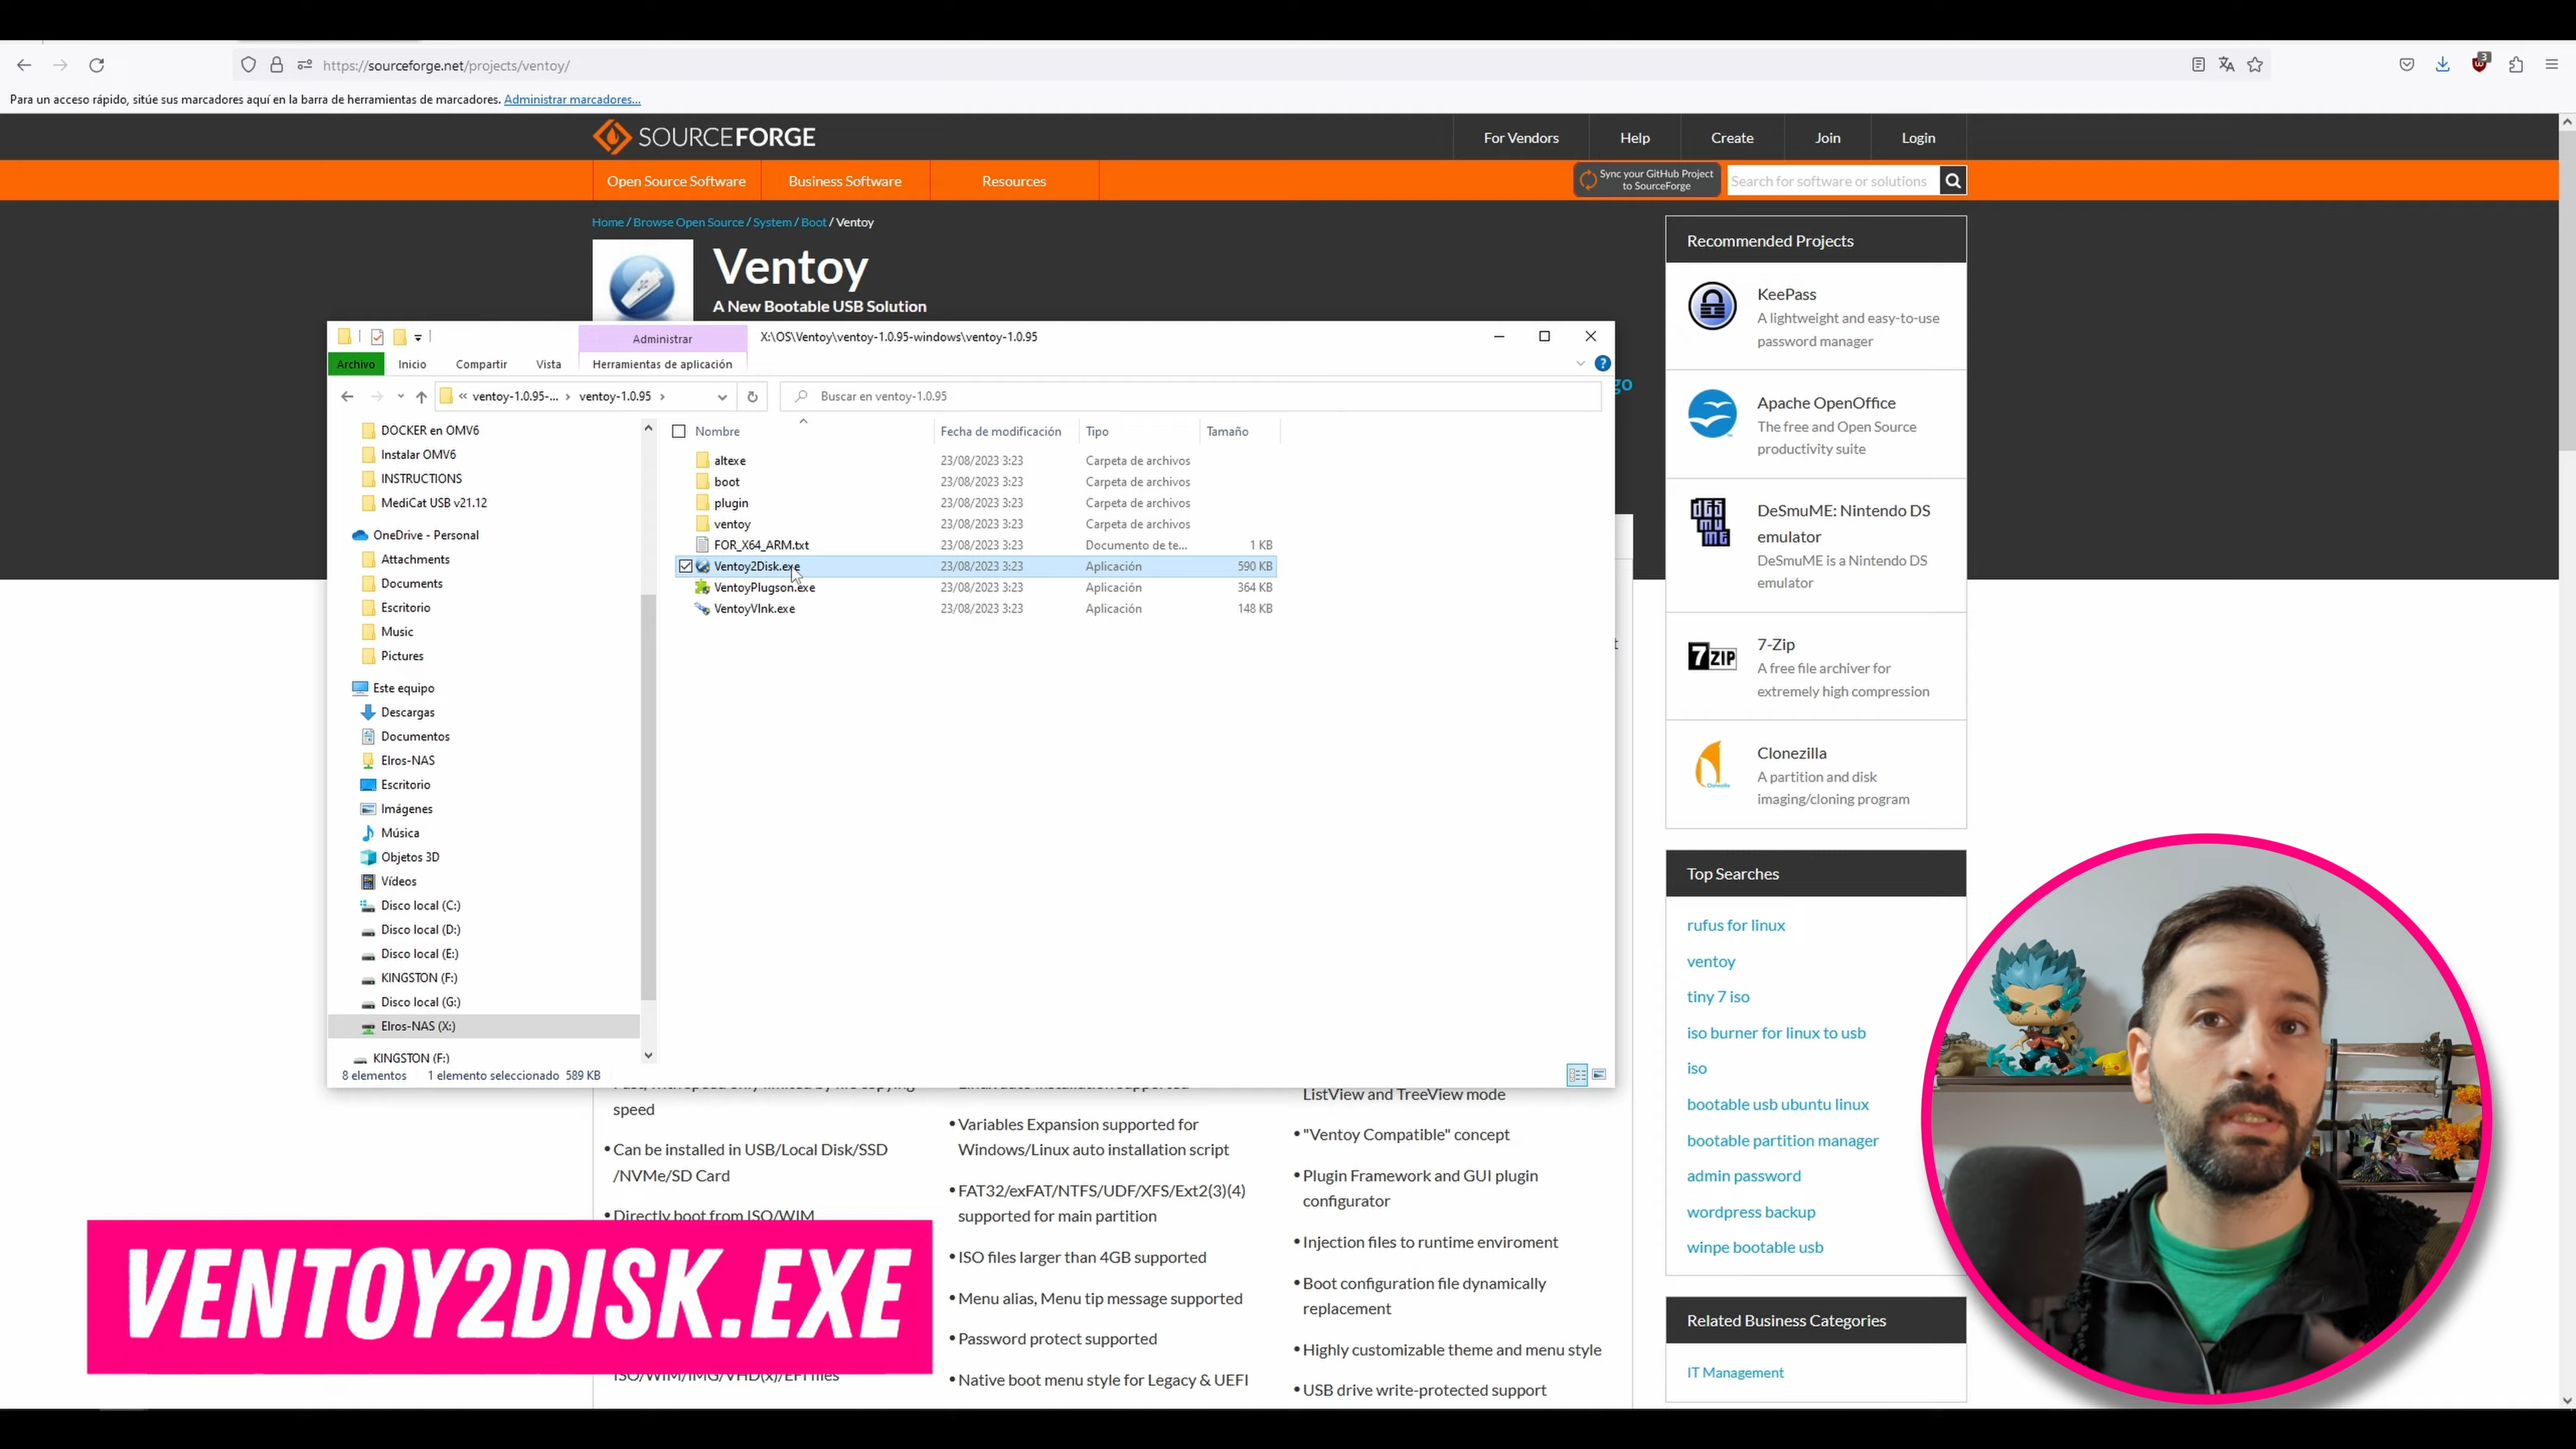 https://sourceforge.net/projects/ventoy/
3
Para un acceso rápido, sitúe sus marcadores aquí en la barra de herramientas de marcadores. Administrar marcadores...
SOURCEFORGE
For Vendors
Help
Create
Join
Login
Open Source Software
Business Software
Resources
Sync your GitHub Project
to SourceForge
Search for software or solutions
Home / Browse Open Source / System / Boot / Ventoy
Ventoy
A New Bootable USB Solution
Administrar
X:\OS\Ventoy\ventoy-1.0.95-windows\ventoy-1.0.95
Archivo
Inicio
Compartir
Vista
Herramientas de aplicación
« ventoy-1.0.95-... › ventoy-1.0.95 ›
Buscar en ventoy-1.0.95
DOCKER en OMV6
Instalar OMV6
INSTRUCTIONS
MediCat USB v21.12
OneDrive - Personal
Attachments
Documents
Escritorio
Music
Pictures
Este equipo
Descargas
Documentos
Elros-NAS
Escritorio
Imágenes
Música
Objetos 3D
Vídeos
Disco local (C:)
Disco local (D:)
Disco local (E:)
KINGSTON (F:)
Disco local (G:)
Elros-NAS (X:)
KINGSTON (F:)
Nombre Fecha de modificación Tipo Tamaño
altexe 23/08/2023 3:23 Carpeta de archivos
boot 23/08/2023 3:23 Carpeta de archivos
plugin 23/08/2023 3:23 Carpeta de archivos
ventoy 23/08/2023 3:23 Carpeta de archivos
FOR_X64_ARM.txt 23/08/2023 3:23 Documento de te... 1 KB
Ventoy2Disk.exe 23/08/2023 3:23 Aplicación 590 KB
VentoyPlugson.exe 23/08/2023 3:23 Aplicación 364 KB
VentoyVlnk.exe 23/08/2023 3:23 Aplicación 148 KB
8 elementos 1 elemento seleccionado 589 KB
go
t
speed
• Can be installed in USB/Local Disk/SSD
/NVMe/SD Card
• Directly boot from ISO/WIM
ISO/WIM/IMG/VHD(x)/EFI files
• Variables Expansion supported for
Windows/Linux auto installation script
• FAT32/exFAT/NTFS/UDF/XFS/Ext2(3)(4)
supported for main partition
• ISO files larger than 4GB supported
• Menu alias, Menu tip message supported
• Password protect supported
• Native boot menu style for Legacy & UEFI
ListView and TreeView mode
• "Ventoy Compatible" concept
• Plugin Framework and GUI plugin
configurator
• Injection files to runtime enviroment
• Boot configuration file dynamically
replacement
• Highly customizable theme and menu style
• USB drive write-protected support
Recommended Projects
KeePass
A lightweight and easy-to-use
password manager
Apache OpenOffice
The free and Open Source
productivity suite
DeSmuME: Nintendo DS
emulator
DeSmuME is a Nintendo DS
emulator
7ZIP
7-Zip
A free file archiver for
extremely high compression
Clonezilla
A partition and disk
imaging/cloning program
Top Searches
rufus for linux
ventoy
tiny 7 iso
iso burner for linux to usb
iso
bootable usb ubuntu linux
bootable partition manager
admin password
wordpress backup
winpe bootable usb
Related Business Categories
IT Management
VENTOY2DISK.EXE